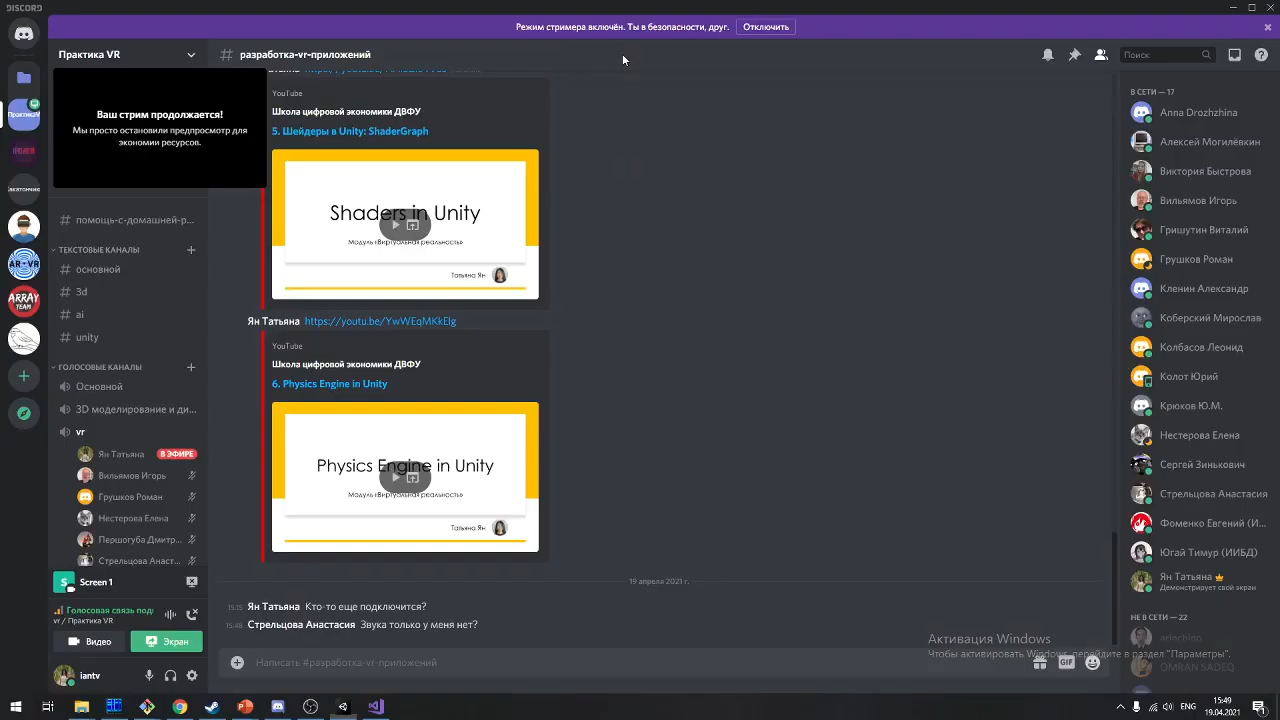 DISCORD
Режим стримера включён. Ты в безопасности, друг.
Отключить
Практика VR
разработка-vr-приложений
Поиск
Ваш стрим продолжается!
Мы просто остановили предпросмотр для
экономии ресурсов.
помощь-с-домашней-р...
ТЕКСТОВЫЕ КАНАЛЫ
основной
3d
ai
unity
ГОЛОСОВЫЕ КАНАЛЫ
Основной
3D моделирование и ди...
vr
Ян Татьяна В ЭФИРЕ
Вильямов Игорь
Грушков Роман
Нестерова Елена
Першогуба Дмитр...
Стрельцова Анаст...
Screen 1
Голосовая связь под
vr / Практика VR
Видео
Экран
iantv
ARRAY
TEAM
YouTube
Школа цифровой экономики ДВФУ
5. Шейдеры в Unity: ShaderGraph
Shaders in Unity
Модуль «Виртуальная реальность»
Татьяна Ян
Ян Татьяна https://youtu.be/YwWEqMKkElg
YouTube
Школа цифровой экономики ДВФУ
6. Physics Engine in Unity
Physics Engine in Unity
Модуль «Виртуальная реальность»
Татьяна Ян
19 апреля 2021 г.
15:15 Ян Татьяна Кто-то еще подключится?
15:48 Стрельцова Анастасия Звука только у меня нет?
Написать #разработка-vr-приложений
GIF
В СЕТИ — 17
Anna Drozhzhina
Алексей Могилёвкин
Виктория Быстрова
Вильямов Игорь
Гришутин Виталий
Грушков Роман
Кленин Александр
Коберский Мирослав
Колбасов Леонид
Колот Юрий
Крюков Ю.М.
Нестерова Елена
Сергей Зинькович
Стрельцова Анастасия
Фоменко Евгений (И...
Югай Тимур (ИИБД)
Ян Татьяна
Демонстрирует свой экран
НЕ В СЕТИ — 22
arinchino
OMRAN SADEQ
Активация Windows
Чтобы активировать Windows, перейдите в раздел "Параметры".
15:49
19.04.2021